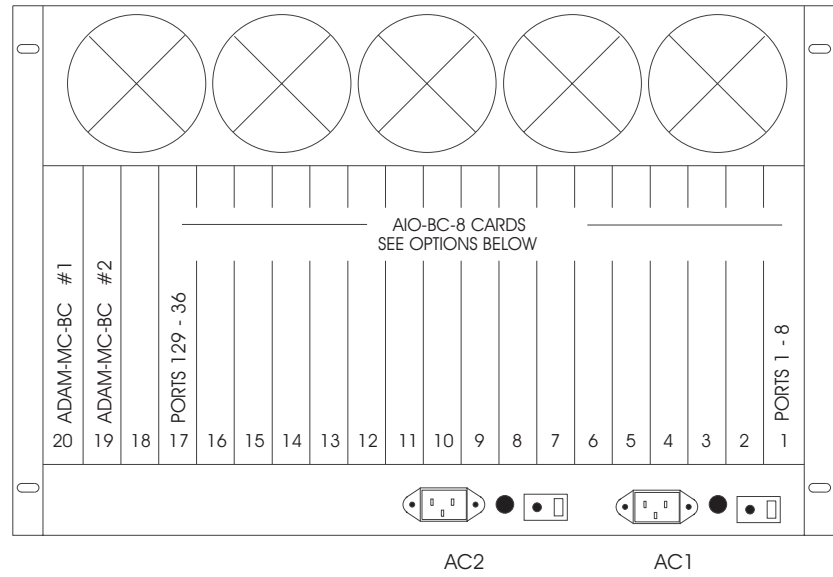 AIO-BC-8 CARDS
SEE OPTIONS BELOW
ADAM-MC-BC #1
ADAM-MC-BC #2
PORTS 129 - 36
PORTS 1 - 8
20 19 18 17 16 15 14 13 12 11 10 9 8 7 6 5 4 3 2 1
AC2 AC1